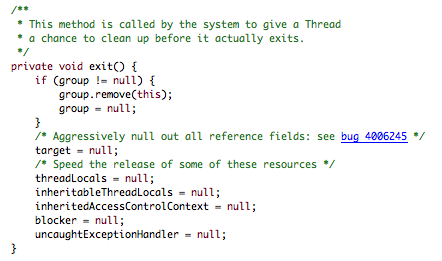 /**
 * This method is called by the system to give a Thread
 * a chance to clean up before it actually exits.
 */
private void exit() {
    if (group != null) {
        group.remove(this);
        group = null;
    }
    /* Aggressively null out all reference fields: see bug 4006245 */
    target = null;
    /* Speed the release of some of these resources */
    threadLocals = null;
    inheritableThreadLocals = null;
    inheritedAccessControlContext = null;
    blocker = null;
    uncaughtExceptionHandler = null;
}